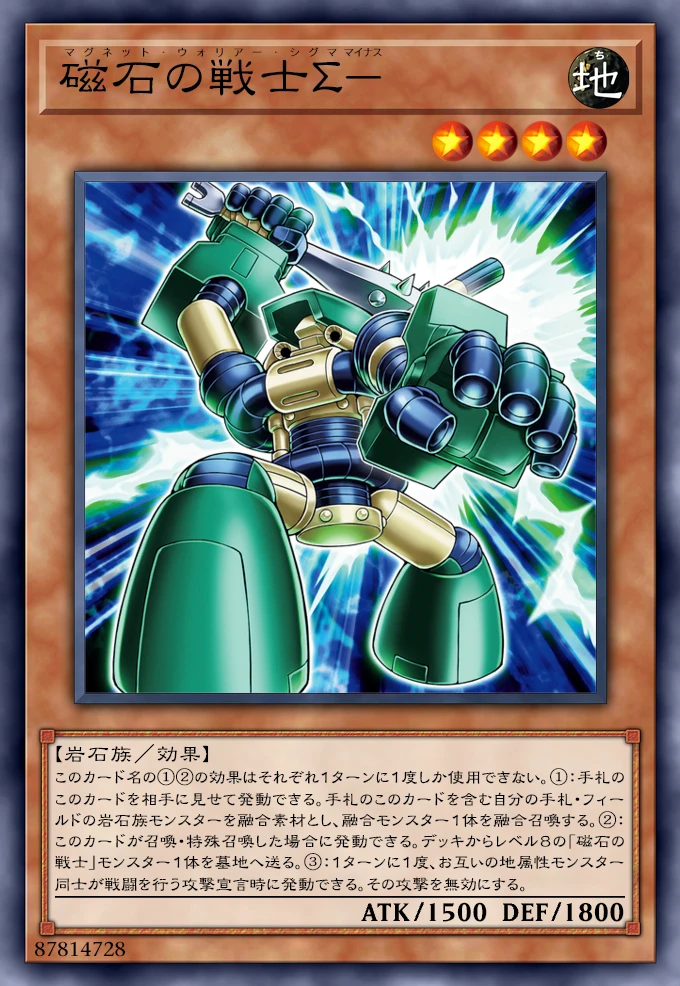 マグネット・ウォリアー・シグママイナス
磁石の戦士Σ－
ち
地
【岩石族／効果】
このカード名の①②の効果はそれぞれ1ターンに1度しか使用できない。①：手札の
このカードを相手に見せて発動できる。手札のこのカードを含む自分の手札・フィー
ルドの岩石族モンスターを融合素材とし、融合モンスター1体を融合召喚する。②：
このカードが召喚・特殊召喚した場合に発動できる。デッキからレベル8の「磁石の
戦士」モンスター1体を墓地へ送る。③：1ターンに1度、お互いの地属性モンスター
同士が戦闘を行う攻撃宣言時に発動できる。その攻撃を無効にする。
ATK/1500 DEF/1800
87814728